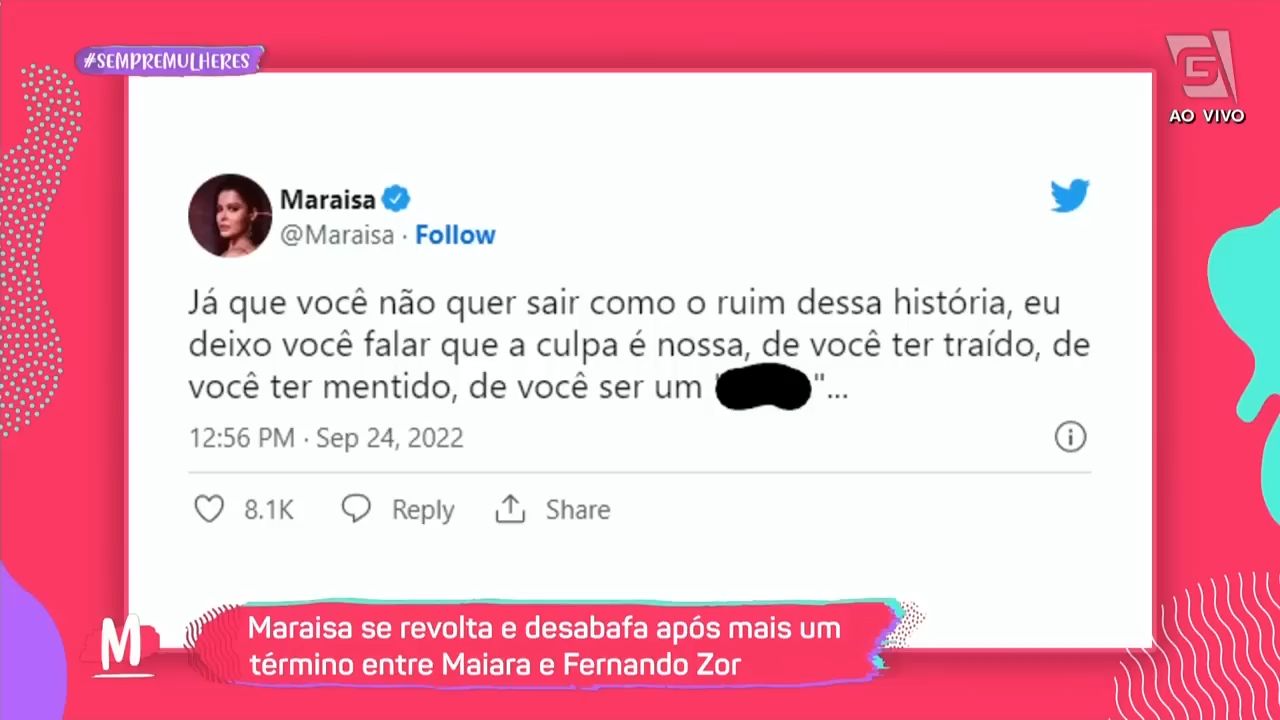 #SEMPREMULHERES
G
AO VIVO
Maraisa
@Maraisa · Follow
Já que você não quer sair como o ruim dessa história, eu
deixo você falar que a culpa é nossa, de você ter traído, de
você ter mentido, de você ser um " "...
12:56 PM · Sep 24, 2022
8.1K Reply Share
M
Maraisa se revolta e desabafa após mais um
término entre Maiara e Fernando Zor